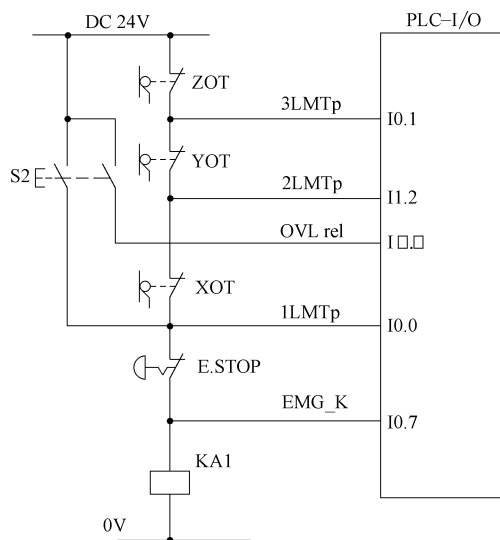 DC 24V
PLC–I/O
ZOT
3LMTp
I0.1
YOT
S2
2LMTp
I1.2
OVL rel
I□.□
XOT
1LMTp
I0.0
E.STOP
EMG_K
I0.7
KA1
0V